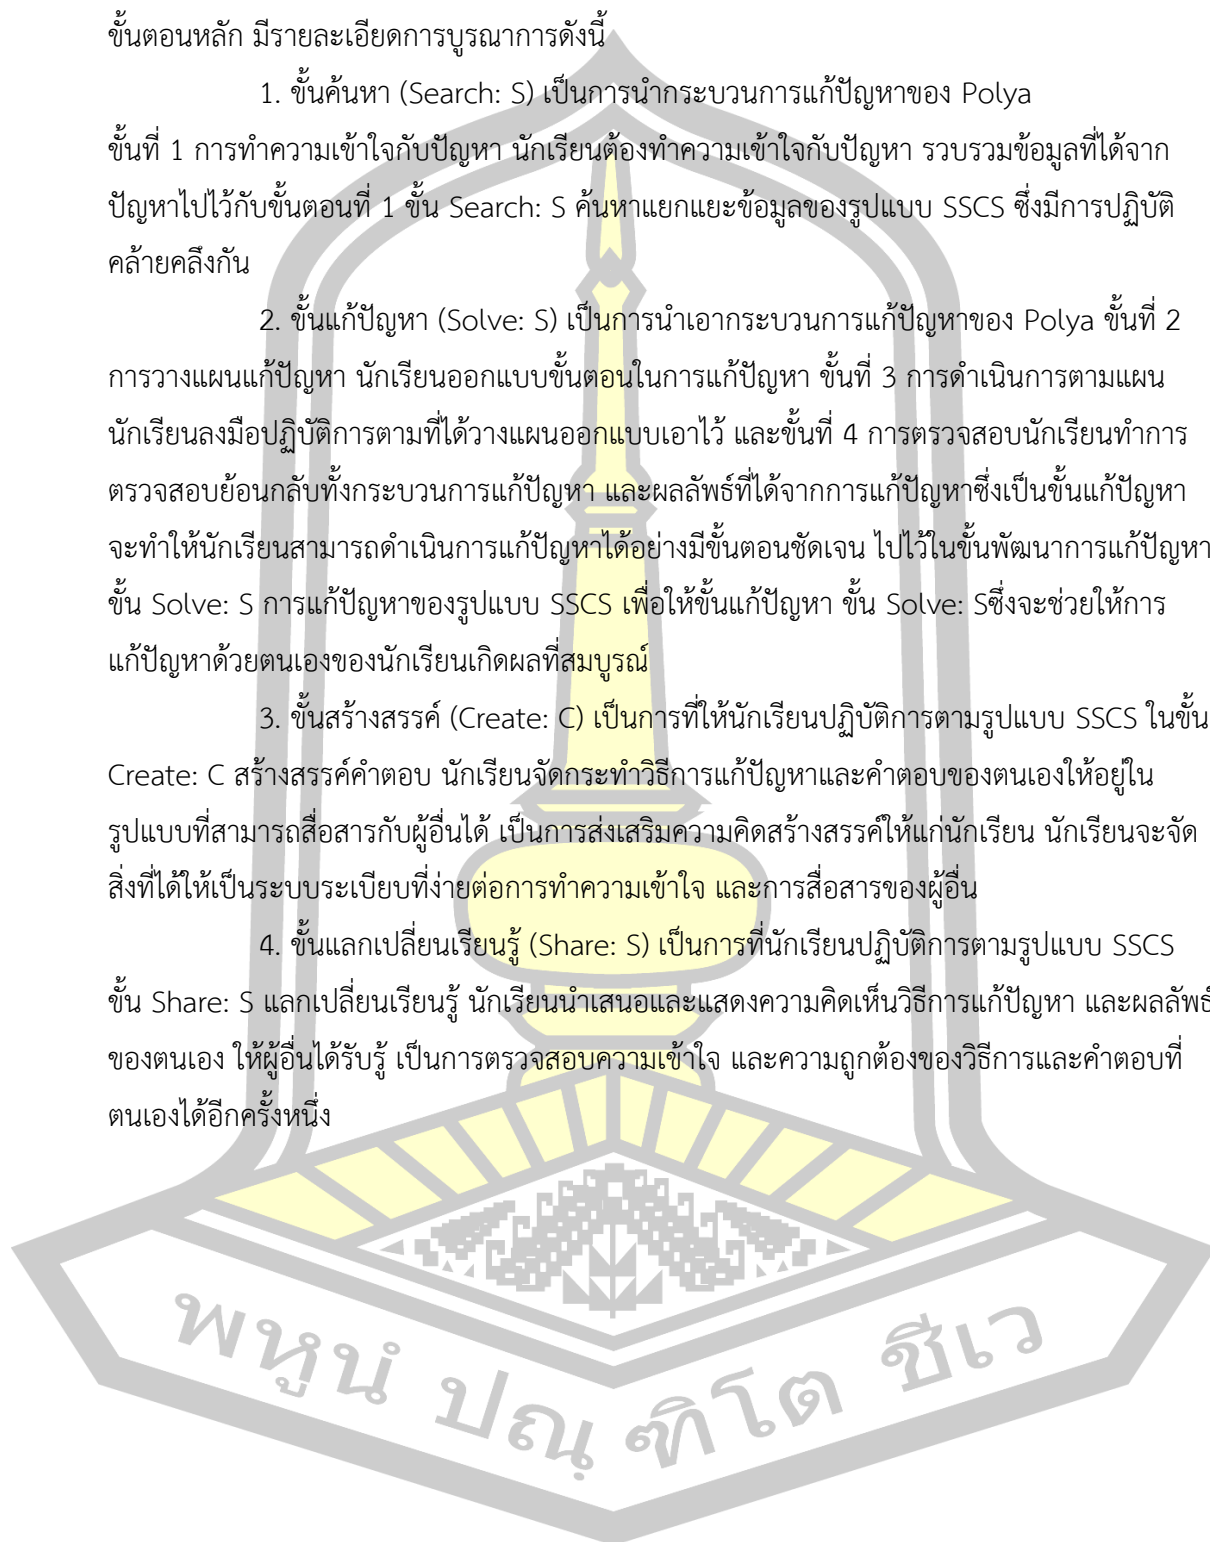 ขั้นตอนหลัก มีรายละเอียดการบูรณาการดังนี้
1. ขั้นค้นหา (Search: S) เป็นการนำกระบวนการแก้ปัญหาของ Polya
ขั้นที่ 1 การทำความเข้าใจกับปัญหา นักเรียนต้องทำความเข้าใจกับปัญหา รวบรวมข้อมูลที่ได้จาก
ปัญหาไปไว้กับขั้นตอนที่ 1 ขั้น Search: S ค้นหาแยกแยะข้อมูลของรูปแบบ SSCS ซึ่งมีการปฏิบัติ
คล้ายคลึงกัน
2. ขั้นแก้ปัญหา (Solve: S) เป็นการนำเอากระบวนการแก้ปัญหาของ Polya ขั้นที่ 2
การวางแผนแก้ปัญหา นักเรียนออกแบบขั้นตอนในการแก้ปัญหา ขั้นที่ 3 การดำเนินการตามแผน
นักเรียนลงมือปฏิบัติการตามที่ได้วางแผนออกแบบเอาไว้ และขั้นที่ 4 การตรวจสอบนักเรียนทำการ
ตรวจสอบย้อนกลับทั้งกระบวนการแก้ปัญหา และผลลัพธ์ที่ได้จากการแก้ปัญหาซึ่งเป็นขั้นแก้ปัญหา
จะทำให้นักเรียนสามารถดำเนินการแก้ปัญหาได้อย่างมีขั้นตอนชัดเจน ไปไว้ในขั้นพัฒนาการแก้ปัญหา
ขั้น Solve: S การแก้ปัญหาของรูปแบบ SSCS เพื่อให้ขั้นแก้ปัญหา ขั้น Solve: Sซึ่งจะช่วยให้การ
แก้ปัญหาด้วยตนเองของนักเรียนเกิดผลที่สมบูรณ์
3. ขั้นสร้างสรรค์ (Create: C) เป็นการที่ให้นักเรียนปฏิบัติการตามรูปแบบ SSCS ในขั้น
Create: C สร้างสรรค์คำตอบ นักเรียนจัดกระทำวิธีการแก้ปัญหาและคำตอบของตนเองให้อยู่ใน
รูปแบบที่สามารถสื่อสารกับผู้อื่นได้ เป็นการส่งเสริมความคิดสร้างสรรค์ให้แก่นักเรียน นักเรียนจะจัด
สิ่งที่ได้ให้เป็นระบบระเบียบที่ง่ายต่อการทำความเข้าใจ และการสื่อสารของผู้อื่น
4. ขั้นแลกเปลี่ยนเรียนรู้ (Share: S) เป็นการที่นักเรียนปฏิบัติการตามรูปแบบ SSCS
ขั้น Share: S แลกเปลี่ยนเรียนรู้ นักเรียนนำเสนอและแสดงความคิดเห็นวิธีการแก้ปัญหา และผลลัพธ์
ของตนเอง ให้ผู้อื่นได้รับรู้ เป็นการตรวจสอบความเข้าใจ และความถูกต้องของวิธีการและคำตอบที่
ตนเองได้อีกครั้งหนึ่ง
พหูนํ ปณฺฑิโต ชีเว